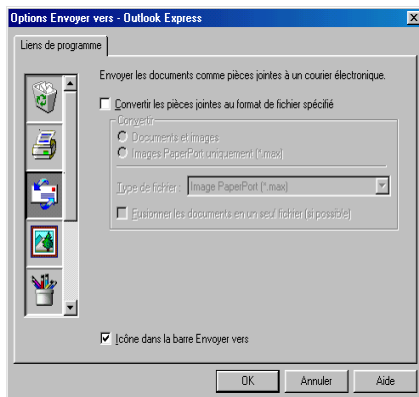 Options Envoyer vers - Outlook Express
Liens de programme
Envoyer les documents comme pièces jointes à un courier électronique.
Convertir les pièces jointes au format de fichier spécifié
Convertir
Documents et images
Images PaperPort uniquement (*.max)
Type de fichier : Image PaperPort (*.max)
Fusionner les documents en un seul fichier (si possible)
Icône dans la barre Envoyer vers
OK Annuler Aide